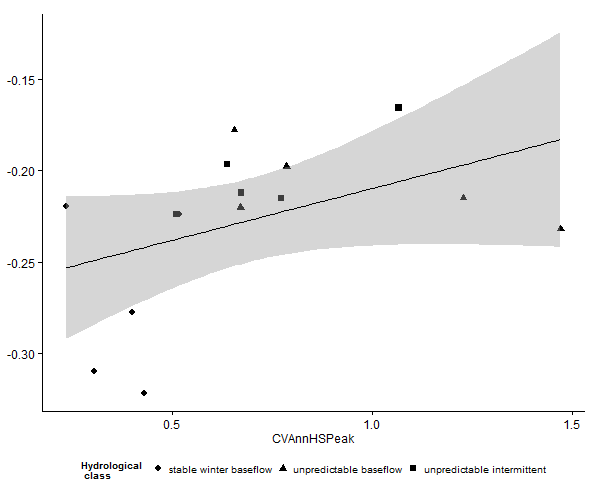 -0.15
-0.20
-0.25
-0.30
0.5 1.0 1.5
CVAnnHSPeak
Hydrological
class
stable winter baseflow unpredictable baseflow unpredictable intermittent